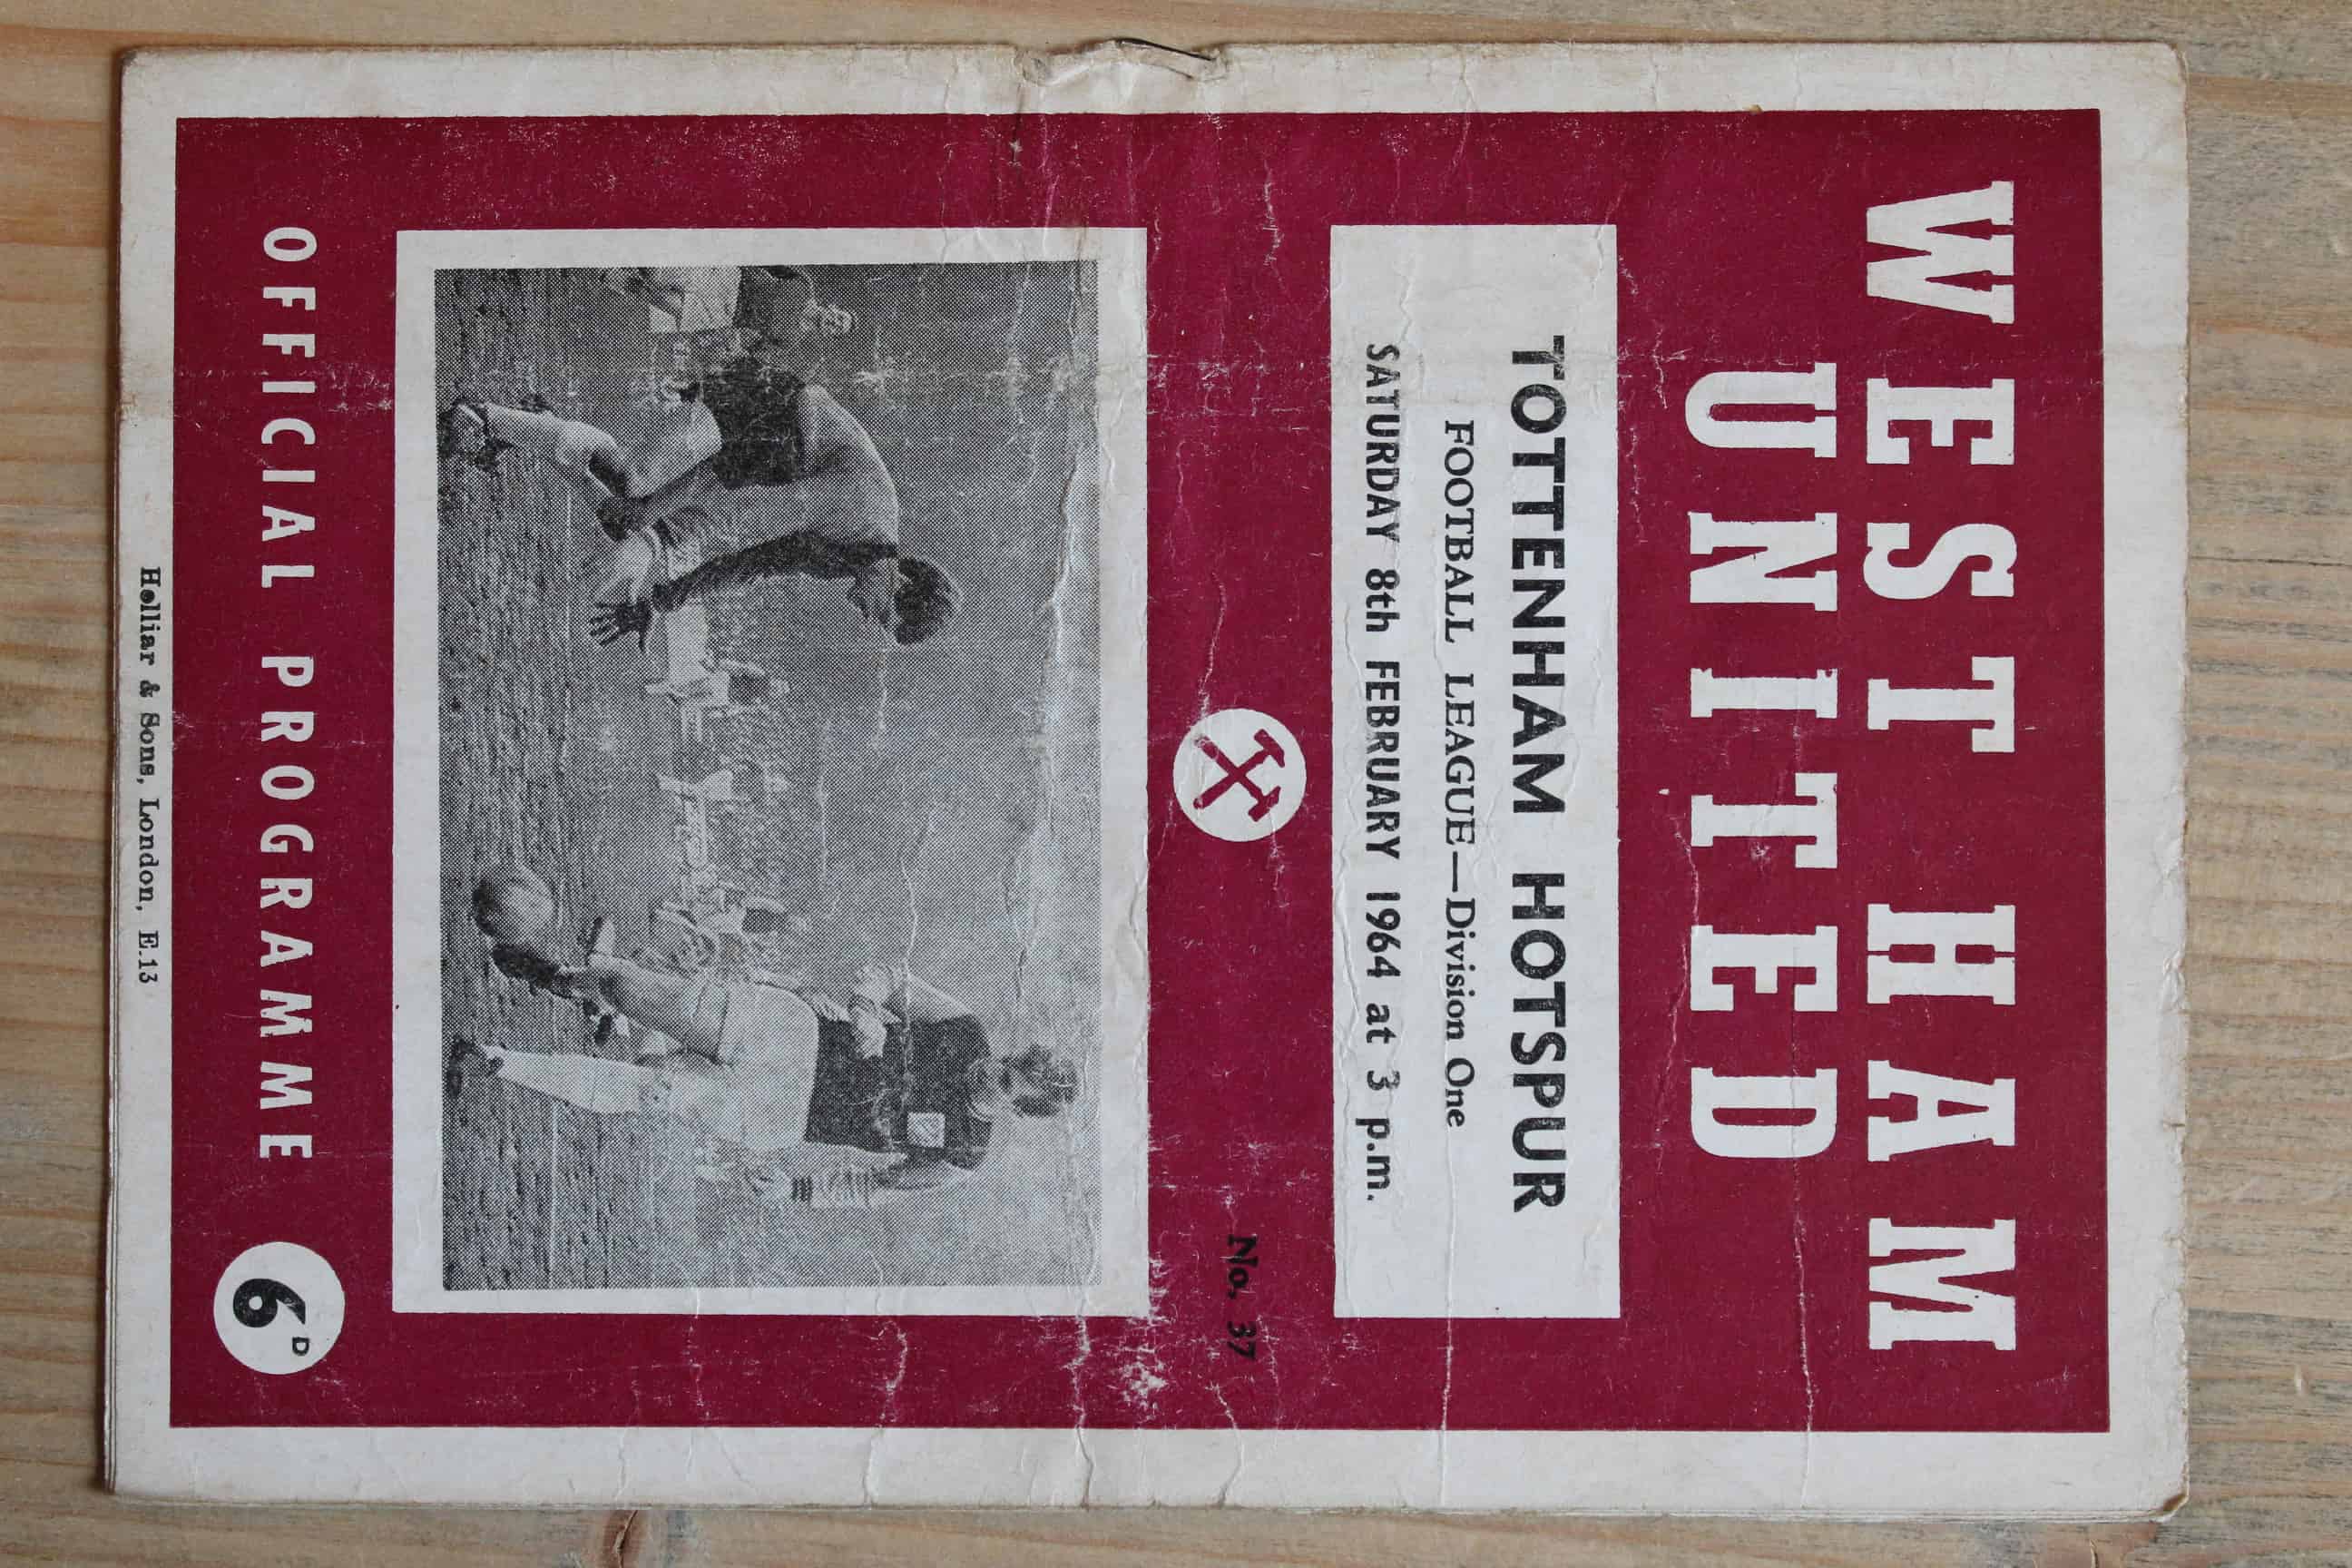 WEST HAM
UNITED
TOTTENHAM HOTSPUR
FOOTBALL LEAGUE—Division One
SATURDAY 8th FEBRUARY 1964 at 3 p.m.
No. 37
OFFICIAL PROGRAMME
6D
Helliar & Sons, London, E.13